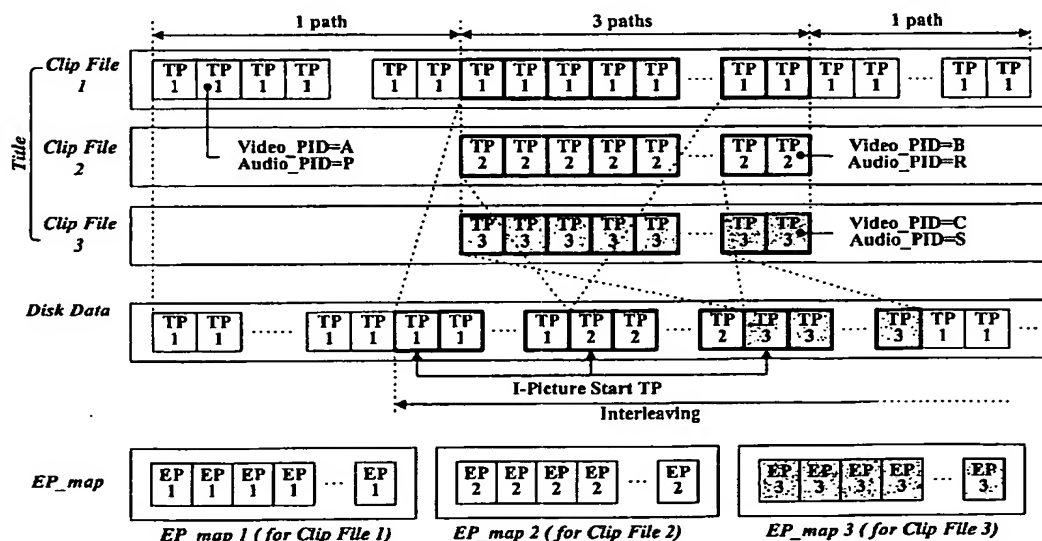 1 path 3 paths 1 path
Clip File 1
TP 1 TP 1 TP 1 TP 1 TP 1 TP 1 TP 1 TP 1 TP 1 TP 1 TP 1 ..... TP 1 TP 1 TP 1 TP 1 ..... TP 1 TP 1
Title
Video_PID=A
Audio_PID=P
Clip File 2
TP 2 TP 2 TP 2 TP 2 TP 2 ..... TP 2 TP 2
Video_PID=B
Audio_PID=R
Clip File 3
TP 3 TP 3 TP 3 TP 3 TP 3 ..... TP 3 TP 3
Video_PID=C
Audio_PID=S
Disk Data
TP 1 TP 1 ...... TP 1 TP 1 TP 1 TP 1 ..... TP 1 TP 2 TP 2 ..... TP 2 TP 3 TP 3 ..... TP 3 TP 1 TP 1 ...
I-Picture Start TP
Interleaving
EP_map
EP 1 EP 1 EP 1 EP 1 ... EP 1
EP 2 EP 2 EP 2 EP 2 ... EP 2
EP 3 EP 3 EP 3 EP 3 ... EP 3
EP_map 1 ( for Clip File 1)
EP_map 2 ( for Clip File 2)
EP_map 3 ( for Clip File 3)